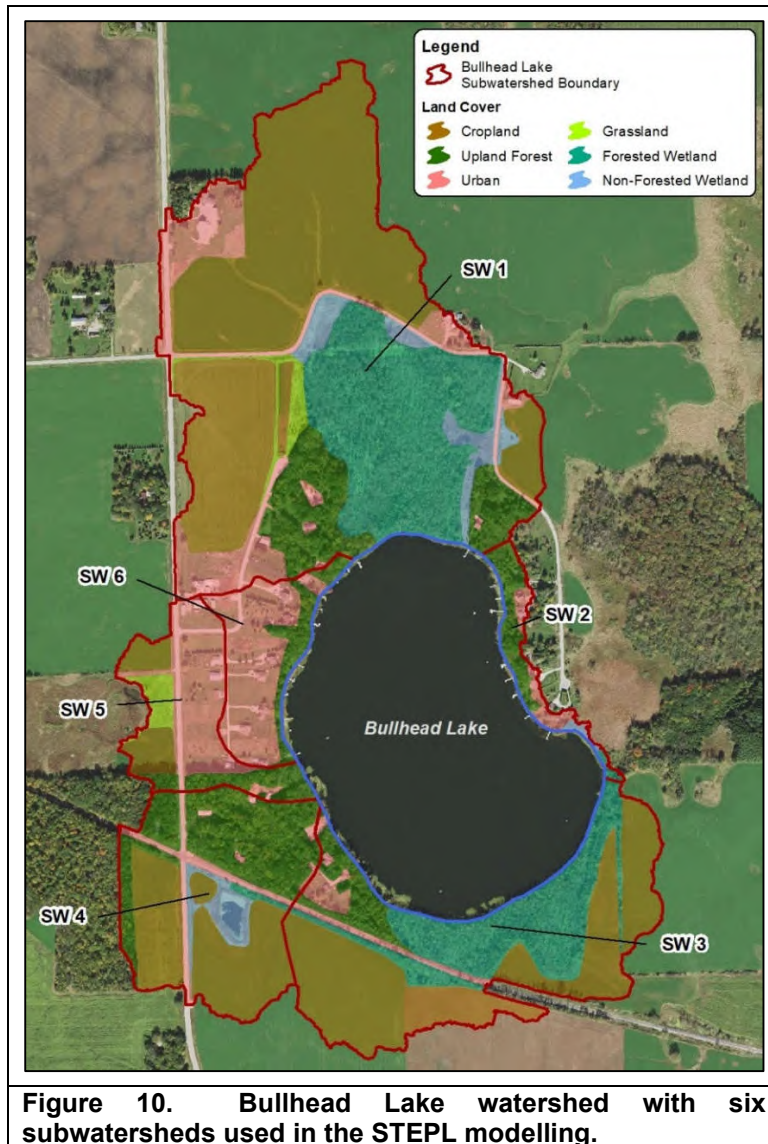 Legend
Bullhead Lake
Subwatershed Boundary
Land Cover
Cropland
Grassland
Upland Forest
Forested Wetland
Urban
Non-Forested Wetland
SW 1
SW 6
SW 2
SW 5
Bullhead Lake
SW 4
SW 3
Figure 10. Bullhead Lake watershed with six
subwatersheds used in the STEPL modelling.